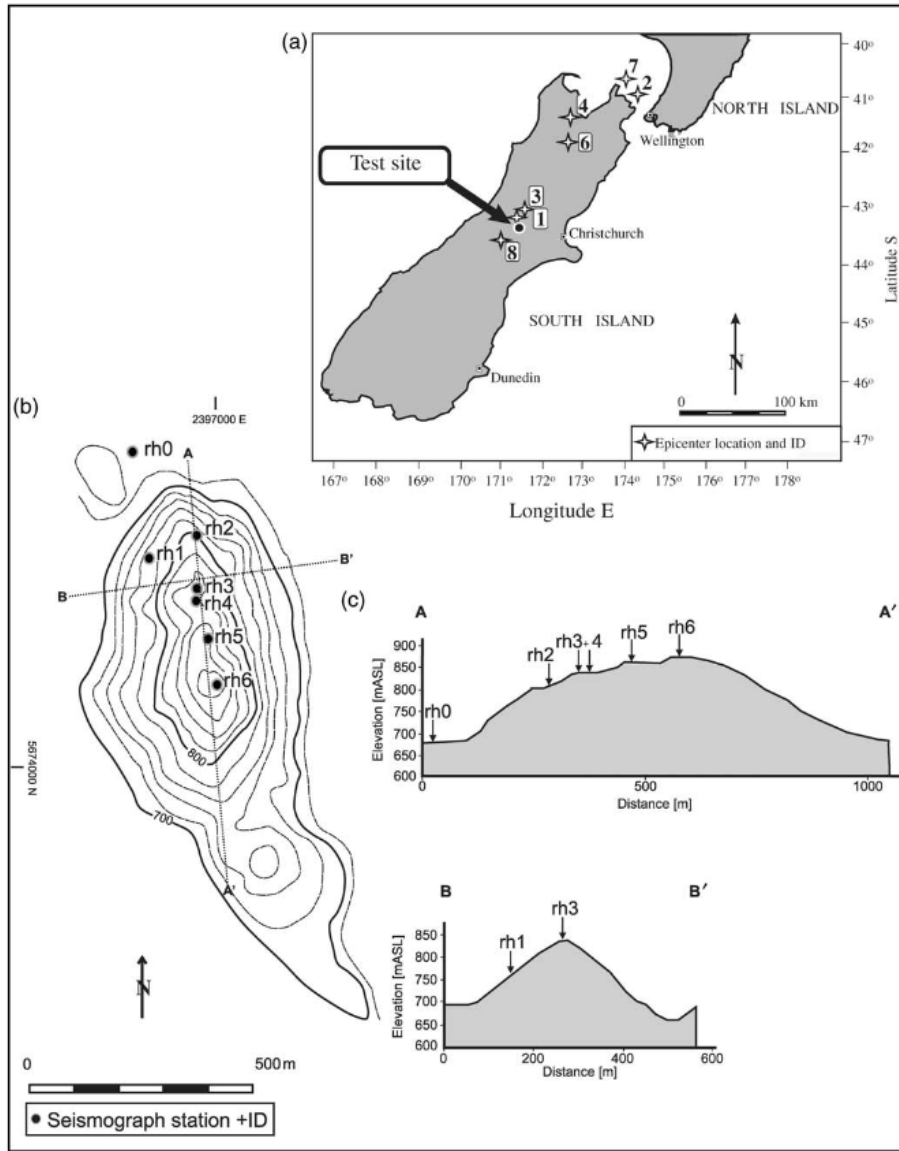 (a)
40°
7
2
41°
4
NORTH ISLAND
Wellington
42°
6
Test site
43°
3
1
Christchurch
8
44°
Latitude S
SOUTH ISLAND
45°
N
Dunedin
46°
0 100 km
Epicenter location and ID
47°
167° 168° 169° 170° 171° 172° 173° 174° 175° 176° 177° 178°
Longitude E
(b)
2397000 E
rh0
A
rh2
rh1
B'
B
rh3
rh4
rh5
rh6
800
5674000 N
700
A'
N
0 500m
Seismograph station +ID
(c)
A A′
900
850
800
750
700
650
600
Elevation [mASL]
rh0
rh2
rh3+4
rh5
rh6
0 500 1000
Distance [m]
B B′
850
800
750
700
650
600
Elevation [mASL]
rh1
rh3
0 200 400 600
Distance [m]